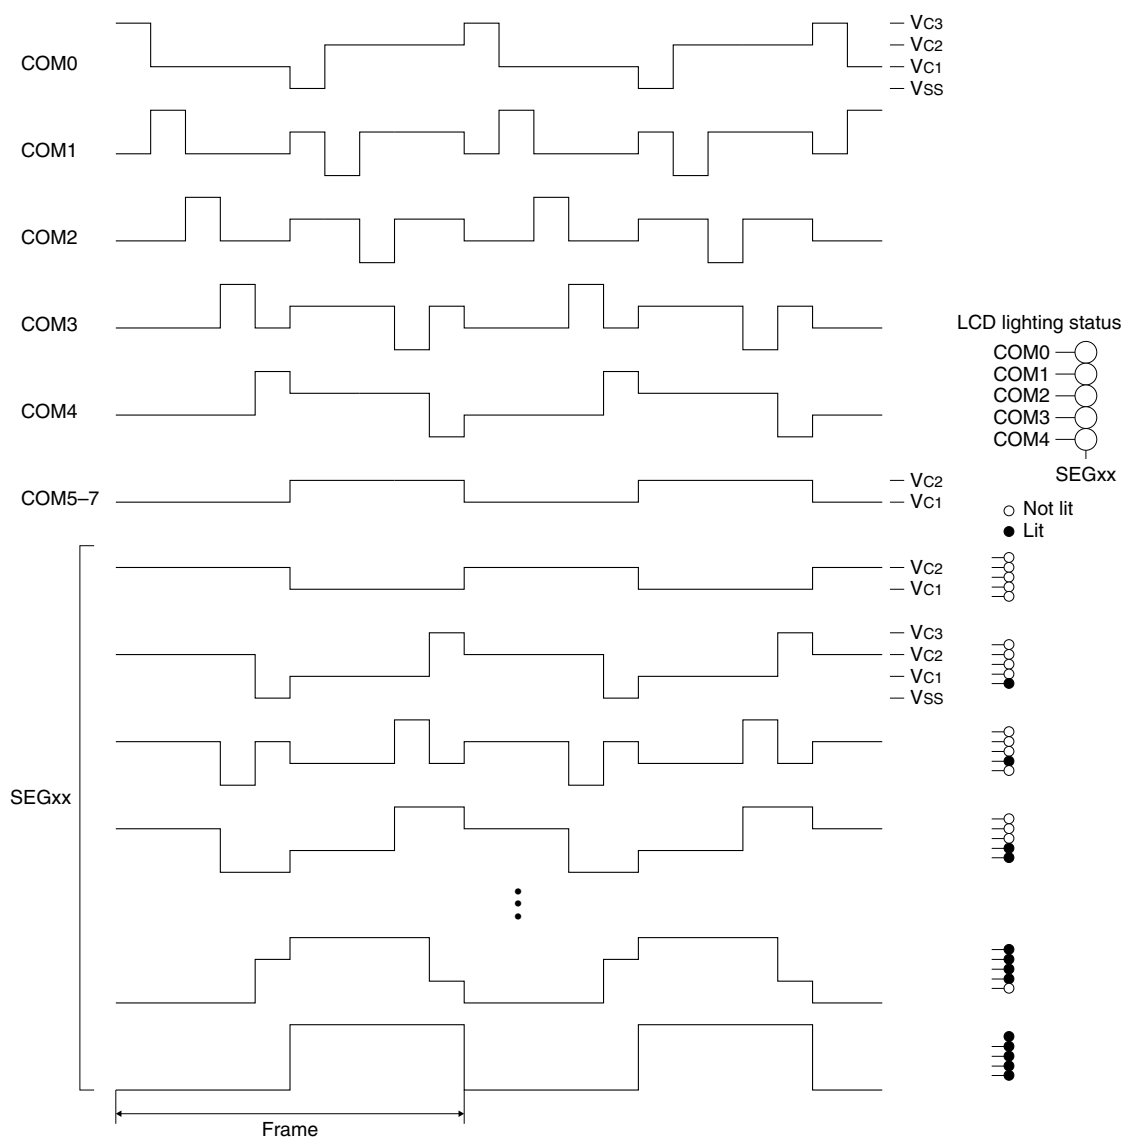 COM0
VC3
VC2
VC1
VSS
COM1
COM2
COM3
COM4
COM5–7
VC2
VC1
LCD lighting status
COM0
COM1
COM2
COM3
COM4
SEGxx
Not lit
Lit
VC2
VC1
VC3
VC2
VC1
VSS
SEGxx
Frame